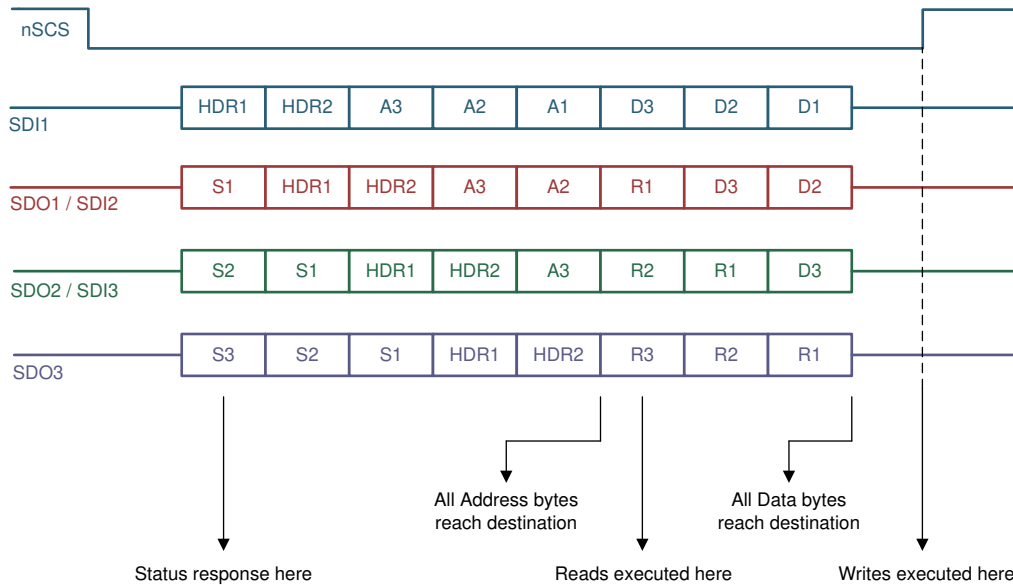 nSCS
HDR1 HDR2 A3 A2 A1 D3 D2 D1
SDI1
S1 HDR1 HDR2 A3 A2 R1 D3 D2
SDO1 / SDI2
S2 S1 HDR1 HDR2 A3 R2 R1 D3
SDO2 / SDI3
S3 S2 S1 HDR1 HDR2 R3 R2 R1
SDO3
All Address bytes
reach destination
All Data bytes
reach destination
Status response here
Reads executed here
Writes executed here